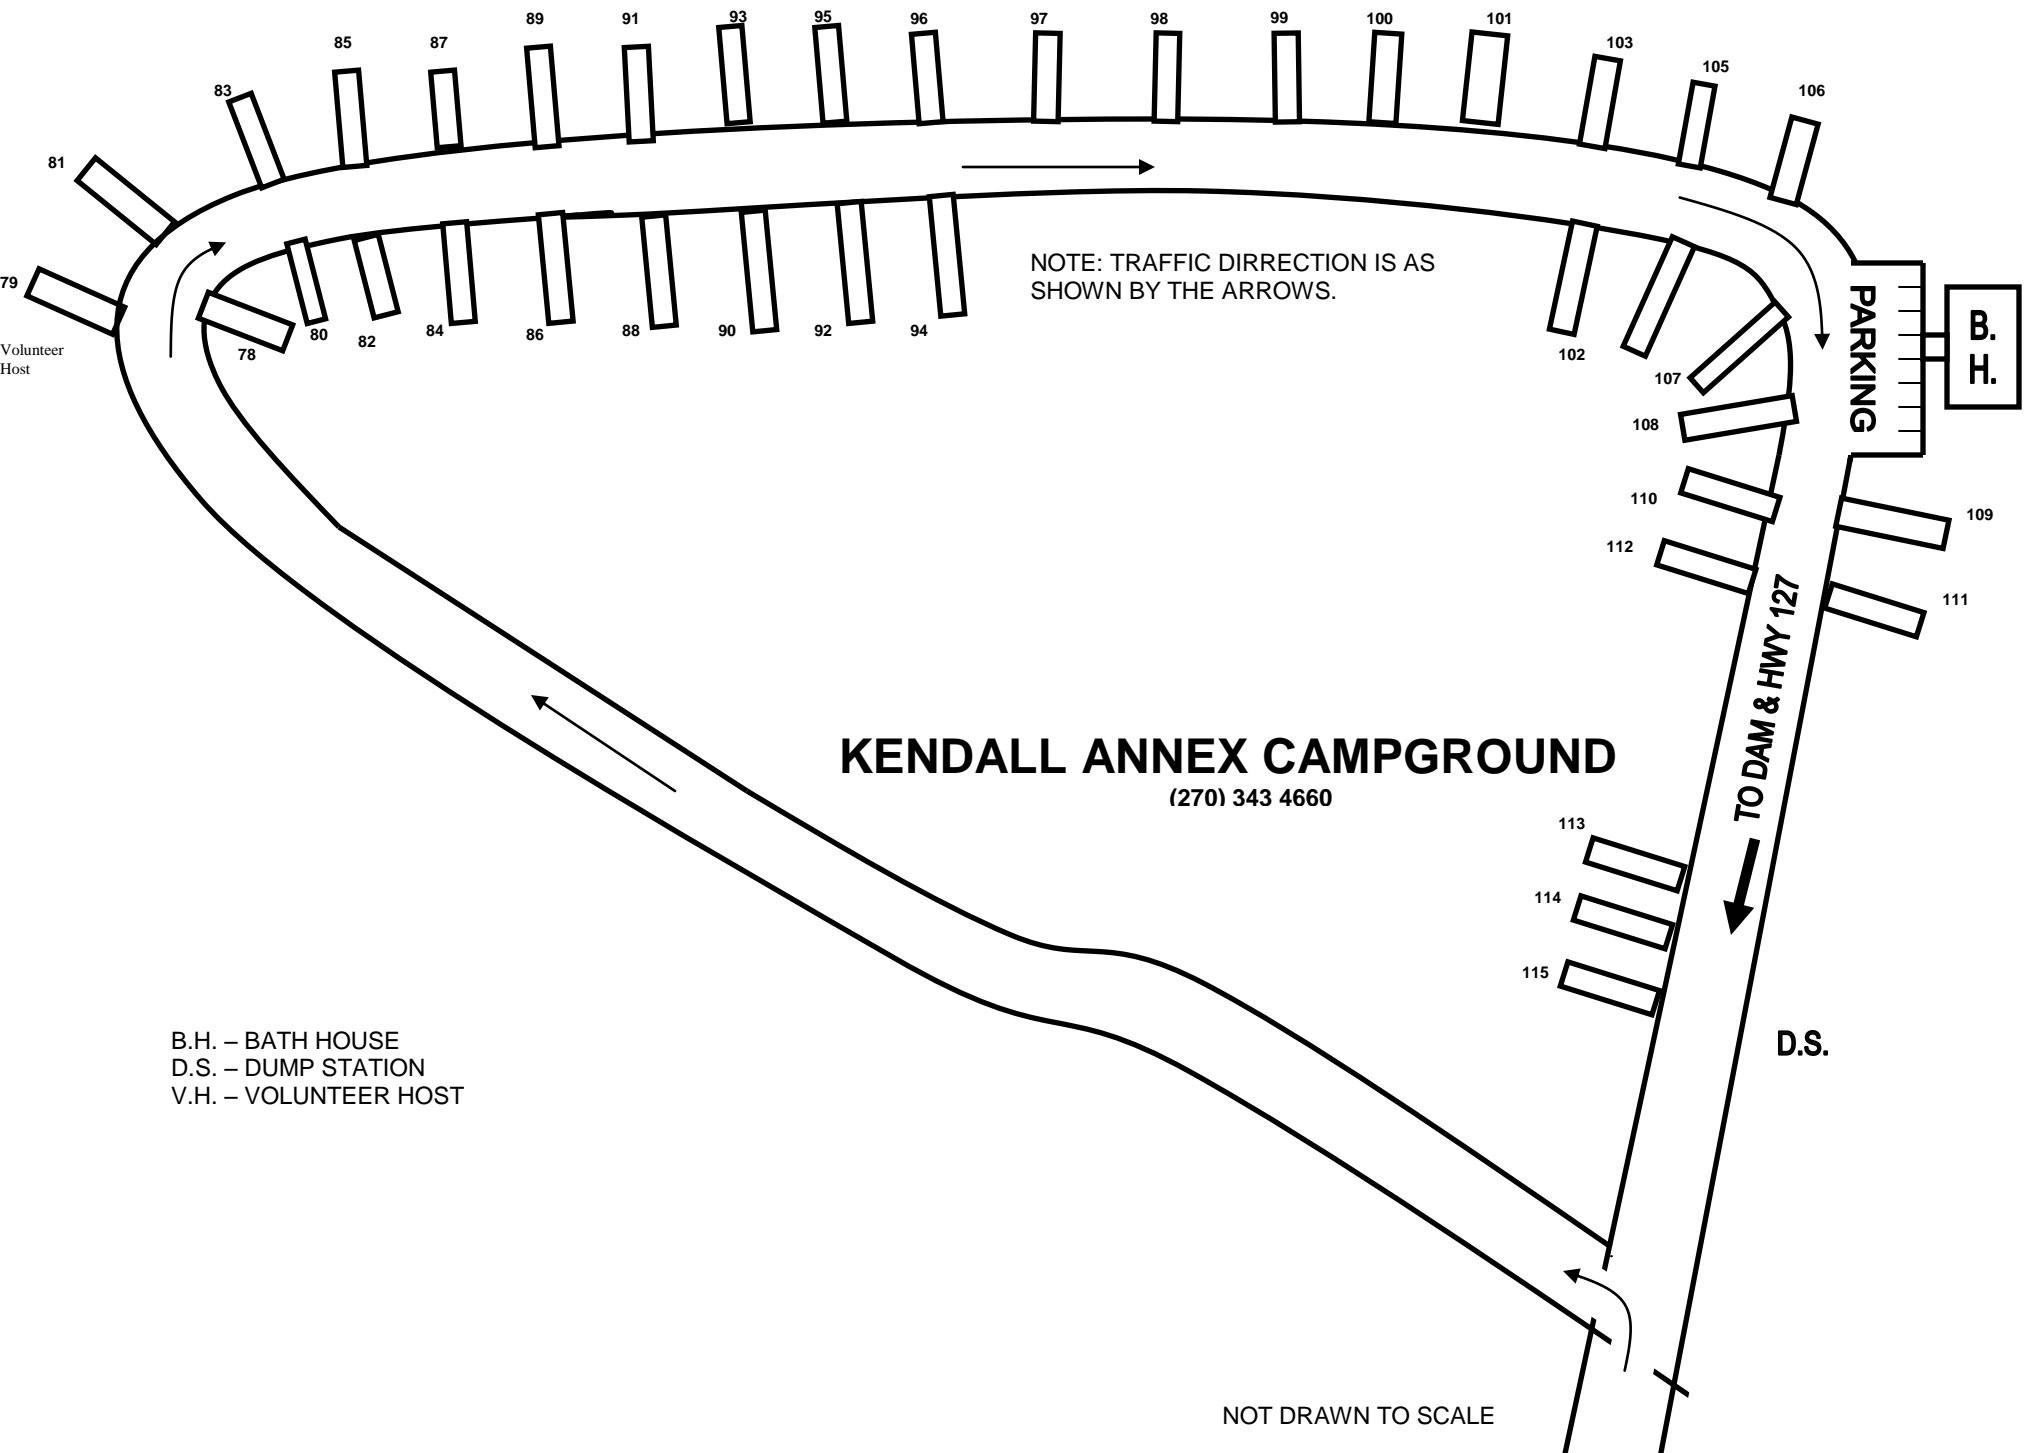 89
91
93
95
96
97
98
99
100
101
85
87
103
105
83
106
81
79
Volunteer
Host
78
80
82
84
86
88
90
92
94
NOTE: TRAFFIC DIRRECTION IS AS
SHOWN BY THE ARROWS.
102
107
108
110
112
PARKING
B.
H.
109
111
TO DAM & HWY 127
KENDALL ANNEX CAMPGROUND
(270) 343 4660
113
114
115
D.S.
B.H. – BATH HOUSE
D.S. – DUMP STATION
V.H. – VOLUNTEER HOST
NOT DRAWN TO SCALE